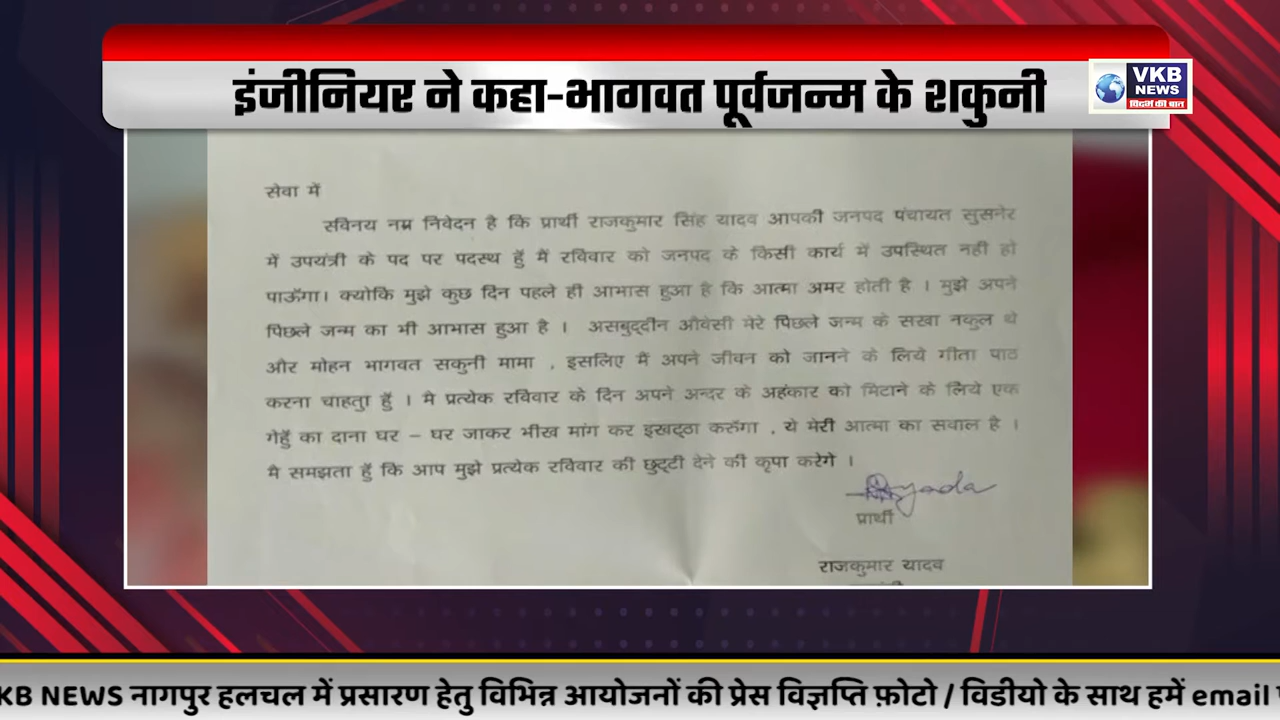 इंजीनियर ने कहा-भागवत पूर्वजन्म के शकुनी
VKB
NEWS
विदर्भ की बात
सेवा में
सविनय नम्र निवेदन है कि प्रार्थी राजकुमार सिंह यादव आपकी जनपद पंचायत सुसनेर
में उपयंत्री के पद पर पदस्थ हुँ मैं रविवार को जनपद के किसी कार्य में उपस्थित नही हो
पाऊँगा। क्योकि मुझे कुछ दिन पहले ही आभास हुआ है कि आत्मा अमर होती है । मुझे अपने
पिछले जन्म का भी आभास हुआ है । असबुद्दीन औवेसी मेरे पिछले जन्म के सखा नकुल थे
और मोहन भागवत सकुनी मामा , इसलिए मैं अपने जीवन को जानने के लिये गीता पाठ
करना चाहता हुँ । मै प्रत्येक रविवार के दिन अपने अन्दर के अहंकार को मिटाने के लिये एक
गेहुँ का दाना घर – घर जाकर भीख मांग कर इखट्ठा करुँगा , ये मेरी आत्मा का सवाल है ।
मै समझता हुँ कि आप मुझे प्रत्येक रविवार की छुट्टी देने की कृपा करेगे ।
प्रार्थी
राजकुमार यादव
KB NEWS नागपुर हलचल में प्रसारण हेतु विभिन्न आयोजनों की प्रेस विज्ञप्ति फ़ोटो / विडीयो के साथ हमें email